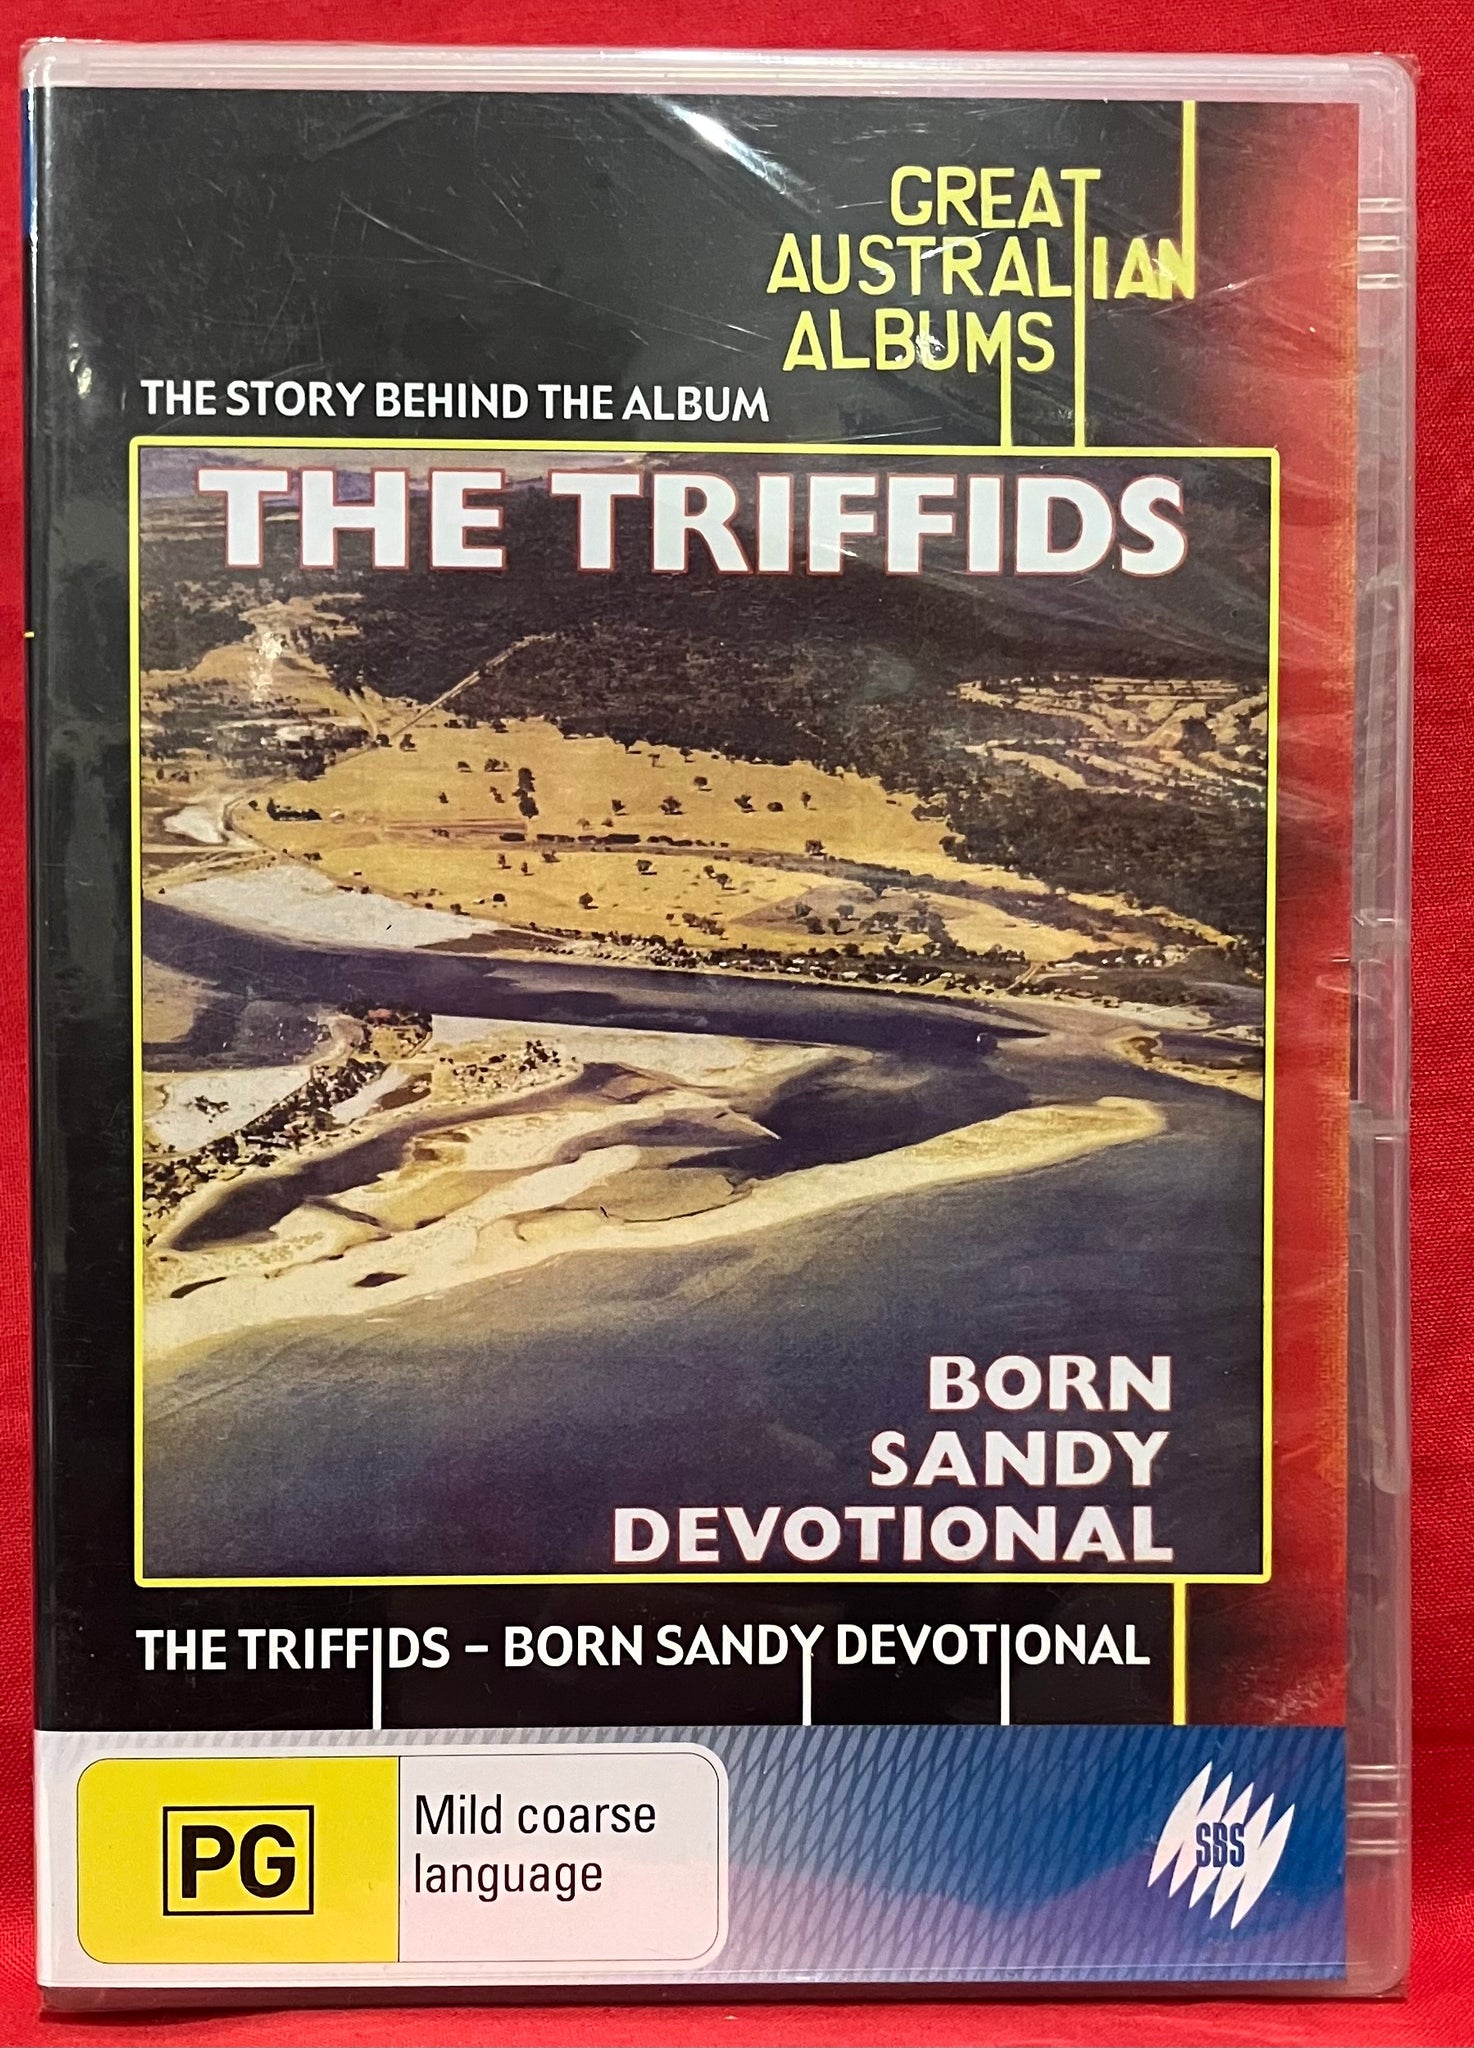 GREAT
AUSTRALIAN
ALBUMS
THE STORY BEHIND THE ALBUM
THE TRIFFIDS
BORN
SANDY
DEVOTIONAL
THE TRIFFIDS – BORN SANDY DEVOTIONAL
PG
Mild coarse
language
SBS